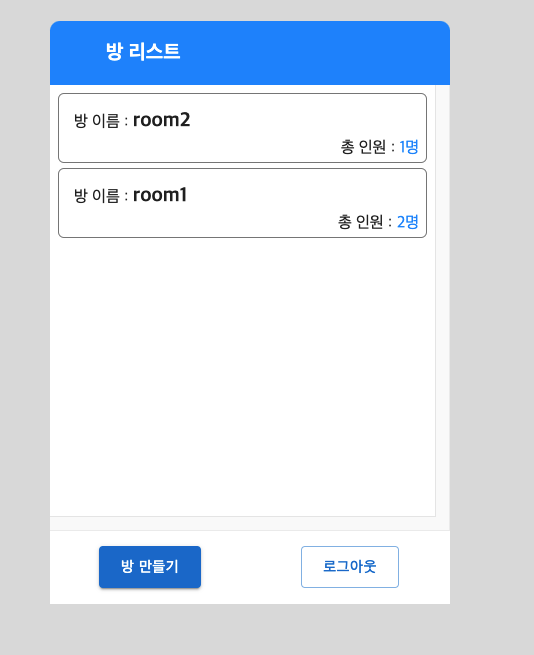 방 리스트
방 이름 : room2
총 인원 : 1명
방 이름 : room1
총 인원 : 2명
방 만들기
로그아웃